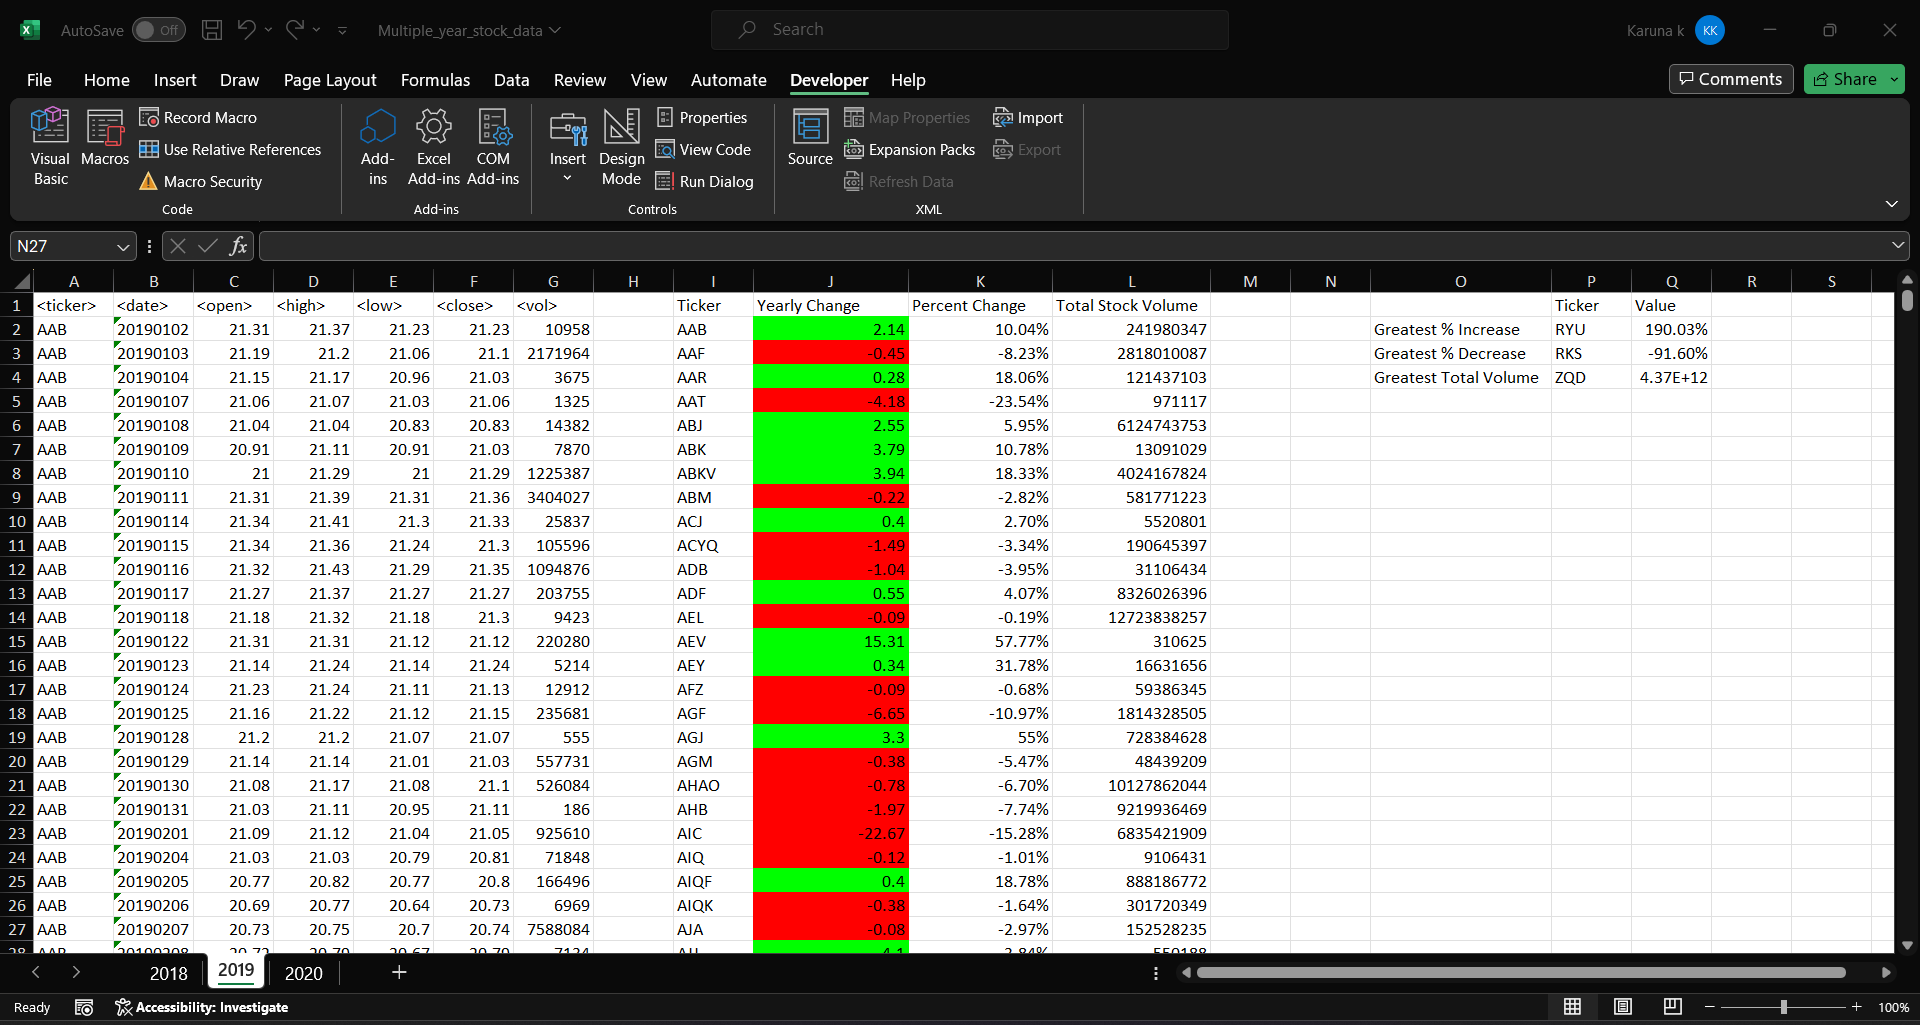 AutoSave Off Multiple_year_stock_data Search Karuna k KK
File Home Insert Draw Page Layout Formulas Data Review View Automate Developer Help Comments Share
Visual Basic Macros Record Macro Use Relative References Macro Security
Add-ins Excel Add-ins COM Add-ins
Insert Design Mode Properties View Code Run Dialog
Source Map Properties Expansion Packs Refresh Data Import Export
Code Add-ins Controls XML
N27 fx
A B C D E F G H I J K L M N O P Q R S
1 <ticker> <date> <open> <high> <low> <close> <vol> Ticker Yearly Change Percent Change Total Stock Volume Ticker Value
2 AAB 20190102 21.31 21.37 21.23 21.23 10958 AAB 2.14 10.04% 241980347 Greatest % Increase RYU 190.03%
3 AAB 20190103 21.19 21.2 21.06 21.1 2171964 AAF -0.45 -8.23% 2818010087 Greatest % Decrease RKS -91.60%
4 AAB 20190104 21.15 21.17 20.96 21.03 3675 AAR 0.28 18.06% 121437103 Greatest Total Volume ZQD 4.37E+12
5 AAB 20190107 21.06 21.07 21.03 21.06 1325 AAT -4.18 -23.54% 971117
6 AAB 20190108 21.04 21.04 20.83 20.83 14382 ABJ 2.55 5.95% 6124743753
7 AAB 20190109 20.91 21.11 20.91 21.03 7870 ABK 3.79 10.78% 13091029
8 AAB 20190110 21 21.29 21 21.29 1225387 ABKV 3.94 18.33% 4024167824
9 AAB 20190111 21.31 21.39 21.31 21.36 3404027 ABM -0.22 -2.82% 581771223
10 AAB 20190114 21.34 21.41 21.3 21.33 25837 ACJ 0.4 2.70% 5520801
11 AAB 20190115 21.34 21.36 21.24 21.3 105596 ACYQ -1.49 -3.34% 190645397
12 AAB 20190116 21.32 21.43 21.29 21.35 1094876 ADB -1.04 -3.95% 31106434
13 AAB 20190117 21.27 21.37 21.27 21.27 203755 ADF 0.55 4.07% 8326026396
14 AAB 20190118 21.18 21.32 21.18 21.3 9423 AEL -0.09 -0.19% 12723838257
15 AAB 20190122 21.31 21.31 21.12 21.12 220280 AEV 15.31 57.77% 310625
16 AAB 20190123 21.14 21.24 21.14 21.24 5214 AEY 0.34 31.78% 16631656
17 AAB 20190124 21.23 21.24 21.11 21.13 12912 AFZ -0.09 -0.68% 59386345
18 AAB 20190125 21.16 21.22 21.12 21.15 235681 AGF -6.65 -10.97% 1814328505
19 AAB 20190128 21.2 21.2 21.07 21.07 555 AGJ 3.3 55% 728384628
20 AAB 20190129 21.14 21.14 21.01 21.03 557731 AGM -0.38 -5.47% 48439209
21 AAB 20190130 21.08 21.17 21.08 21.1 526084 AHAO -0.78 -6.70% 10127862044
22 AAB 20190131 21.03 21.11 20.95 21.11 186 AHB -1.97 -7.74% 9219936469
23 AAB 20190201 21.09 21.12 21.04 21.05 925610 AIC -22.67 -15.28% 6835421909
24 AAB 20190204 21.03 21.03 20.79 20.81 71848 AIQ -0.12 -1.01% 9106431
25 AAB 20190205 20.77 20.82 20.77 20.8 166496 AIQF 0.4 18.78% 888186772
26 AAB 20190206 20.69 20.77 20.64 20.73 6969 AIQK -0.38 -1.64% 301720349
27 AAB 20190207 20.73 20.75 20.7 20.74 7588084 AJA -0.08 -2.97% 152528235
28 AAB 20190208
2018 2019 2020
Ready Accessibility: Investigate 100%